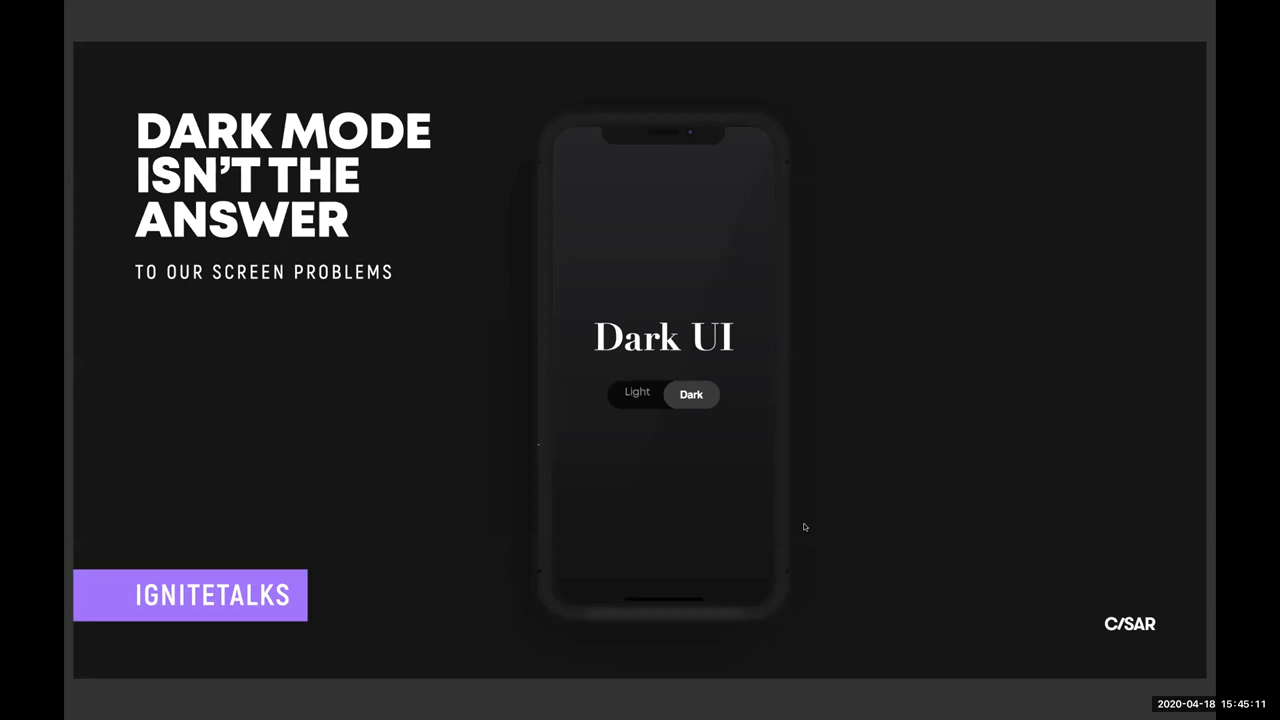 DARK MODE
ISN’T THE
ANSWER
TO OUR SCREEN PROBLEMS
Dark UI
Light Dark
IGNITETALKS
C/SAR
2020-04-18 15:45:11